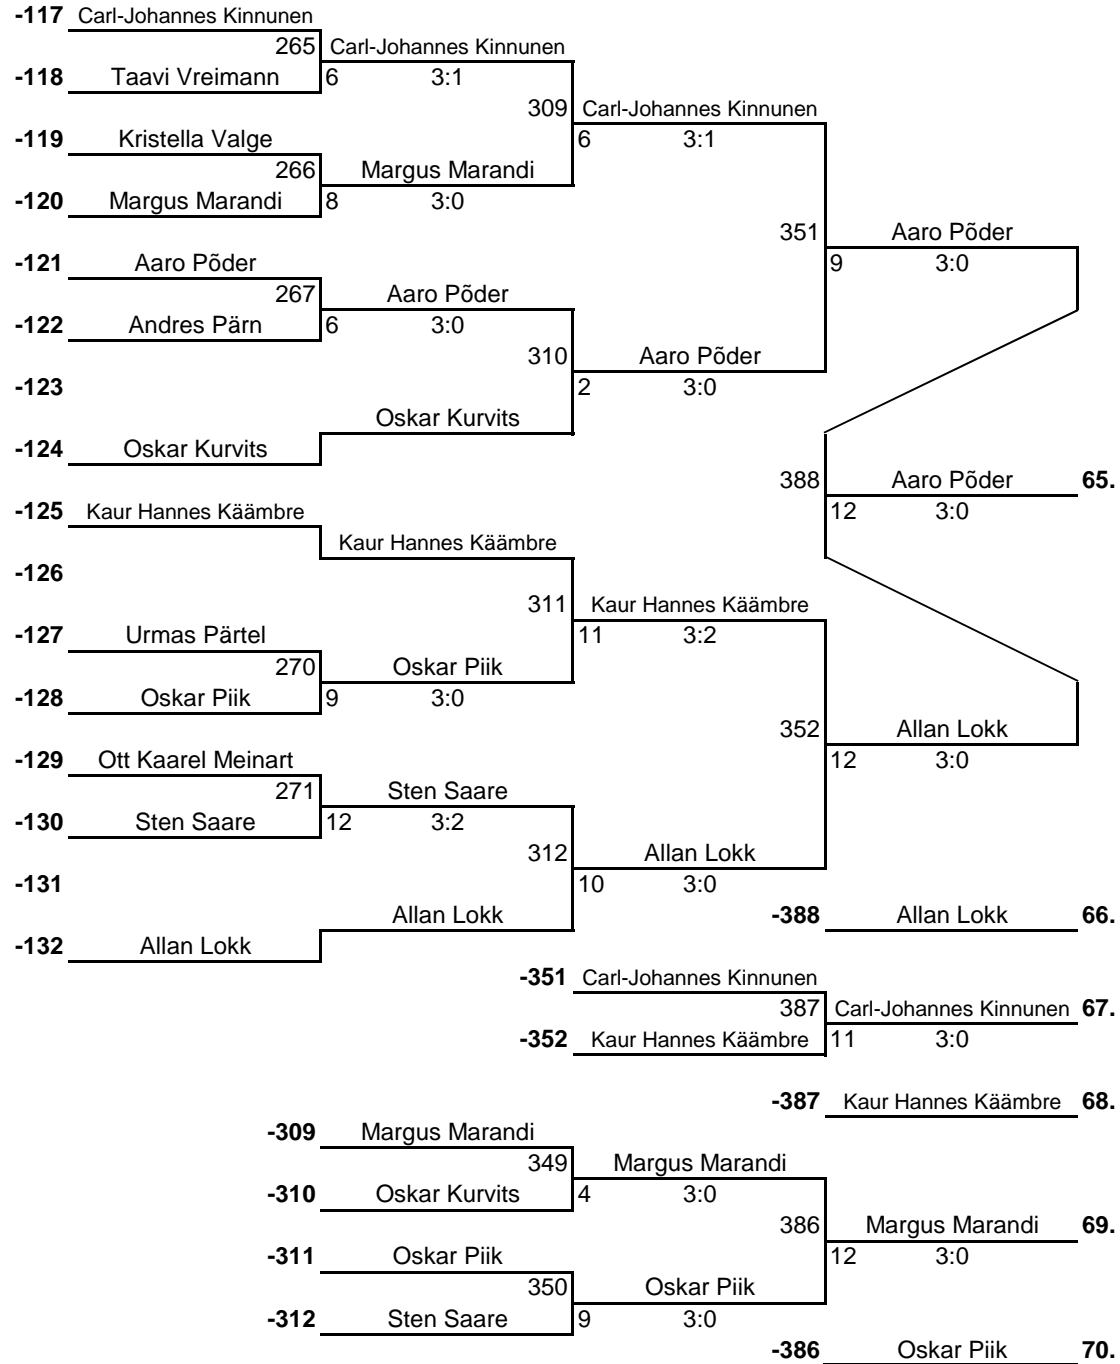 -117 Carl-Johannes Kinnunen
265 Carl-Johannes Kinnunen
-118 Taavi Vreimann 6 3:1
309 Carl-Johannes Kinnunen
-119 Kristella Valge 6 3:1
266 Margus Marandi
-120 Margus Marandi 8 3:0
351 Aaro Põder
-121 Aaro Põder 9 3:0
267 Aaro Põder
-122 Andres Pärn 6 3:0
310 Aaro Põder
-123 2 3:0
Oskar Kurvits
-124 Oskar Kurvits
388 Aaro Põder 65.
-125 Kaur Hannes Käämbre 12 3:0
Kaur Hannes Käämbre
-126
311 Kaur Hannes Käämbre
-127 Urmas Pärtel 11 3:2
270 Oskar Piik
-128 Oskar Piik 9 3:0
352 Allan Lokk
-129 Ott Kaarel Meinart 12 3:0
271 Sten Saare
-130 Sten Saare 12 3:2
312 Allan Lokk
-131 10 3:0
Allan Lokk -388 Allan Lokk 66.
-132 Allan Lokk
-351 Carl-Johannes Kinnunen
387 Carl-Johannes Kinnunen 67.
-352 Kaur Hannes Käämbre 11 3:0
-387 Kaur Hannes Käämbre 68.
-309 Margus Marandi
349 Margus Marandi
-310 Oskar Kurvits 4 3:0
386 Margus Marandi 69.
-311 Oskar Piik 12 3:0
350 Oskar Piik
-312 Sten Saare 9 3:0
-386 Oskar Piik 70.